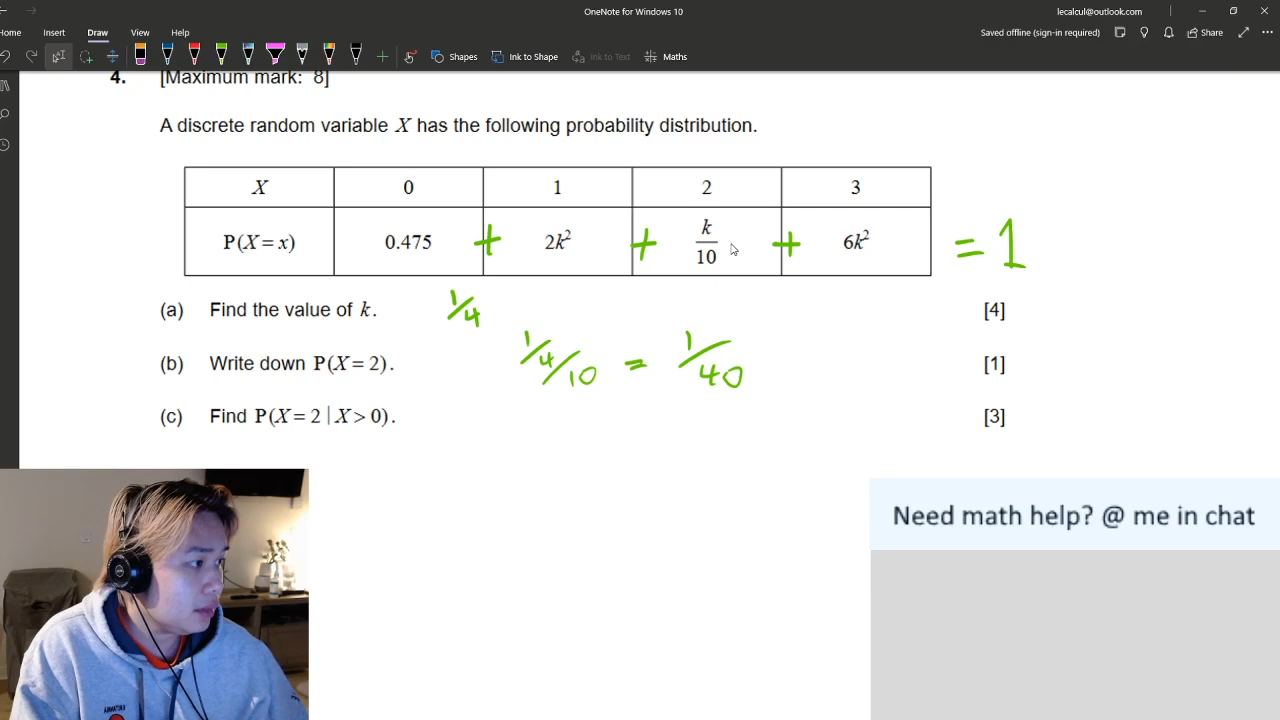 OneNote for Windows 10
lecalcul@outlook.com
Home Insert Draw View Help
Saved offline (sign-in required) Share
Shapes Ink to Shape Ink to Text Maths
4. [Maximum mark: 8]
A discrete random variable X has the following probability distribution.
X 0 1 2 3
P(X = x) 0.475 + 2k² + k/10 + 6k² = 1
(a) Find the value of k. 1/4 [4]
1/4/10 = 1/40
(b) Write down P(X = 2). [1]
(c) Find P(X = 2 | X > 0). [3]
Need math help? @ me in chat